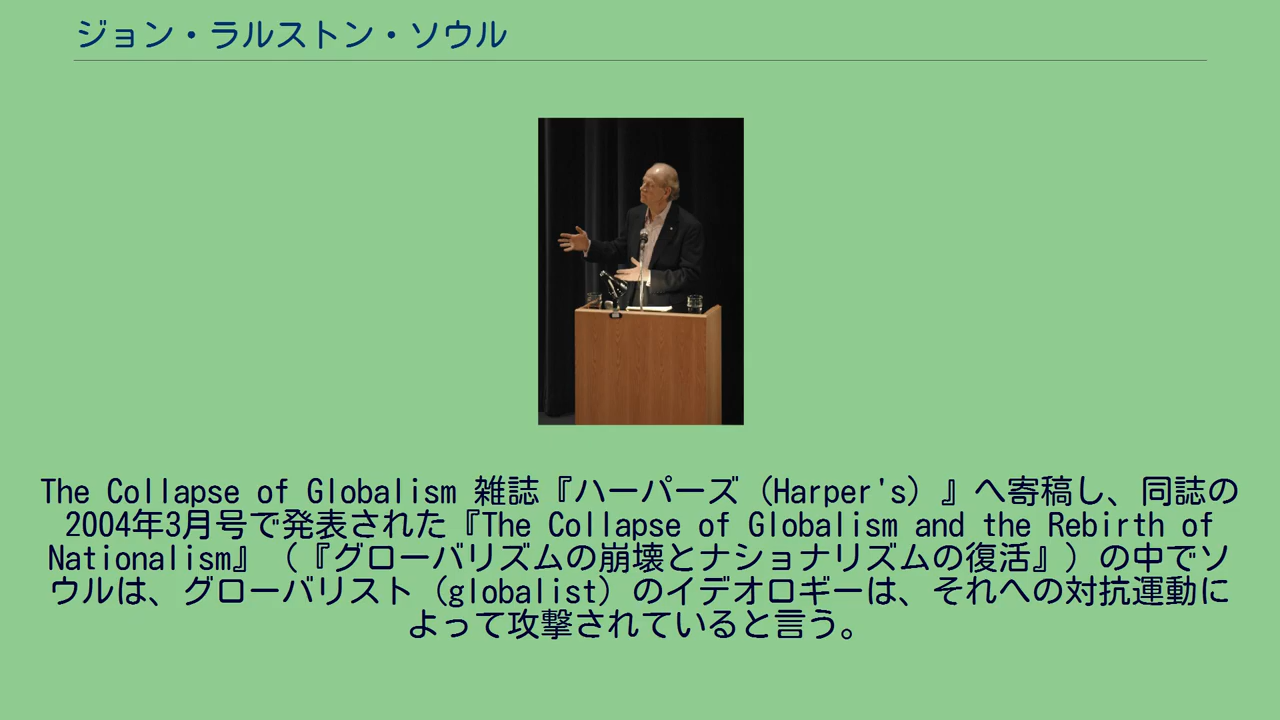 ジョン・ラルストン・ソウル
The Collapse of Globalism 雑誌『ハーパーズ（Harper's）』へ寄稿し、同誌の
2004年3月号で発表された『The Collapse of Globalism and the Rebirth of
Nationalism』（『グローバリズムの崩壊とナショナリズムの復活』）の中でソ
ウルは、グローバリスト（globalist）のイデオロギーは、それへの対抗運動に
よって攻撃されていると言う。